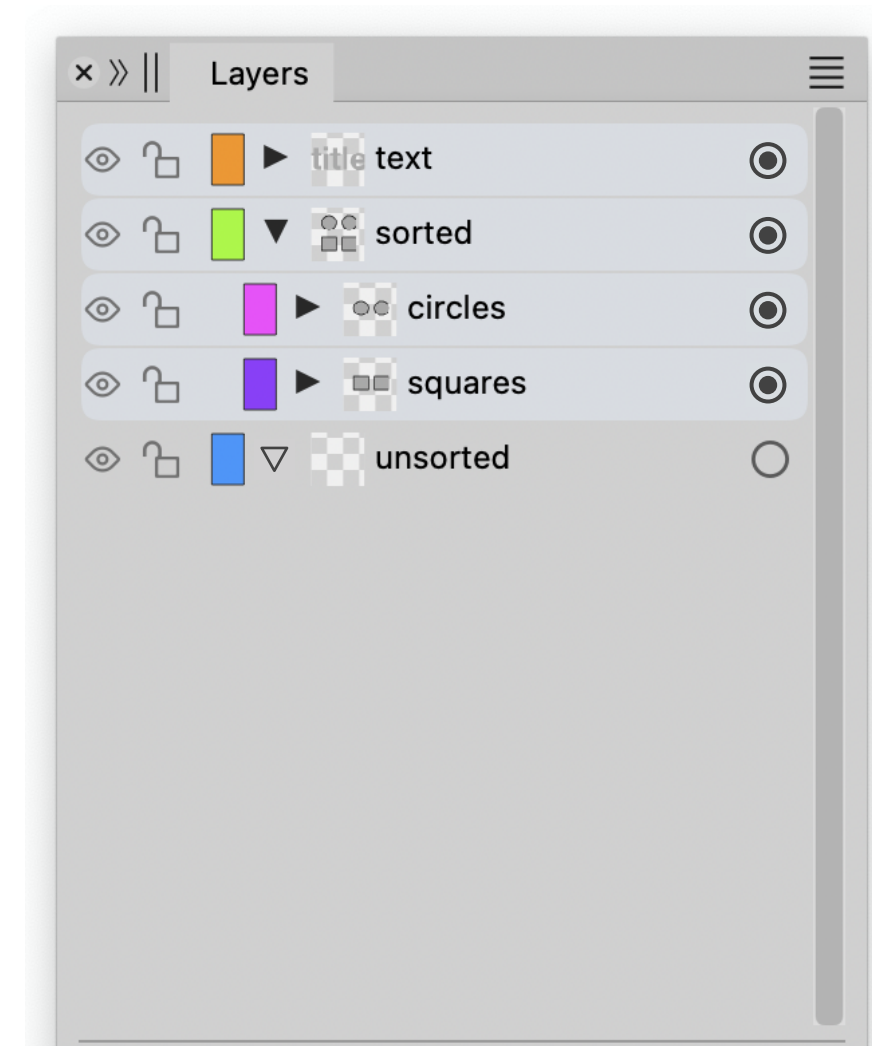 Layers
title text
sorted
circles
squares
unsorted